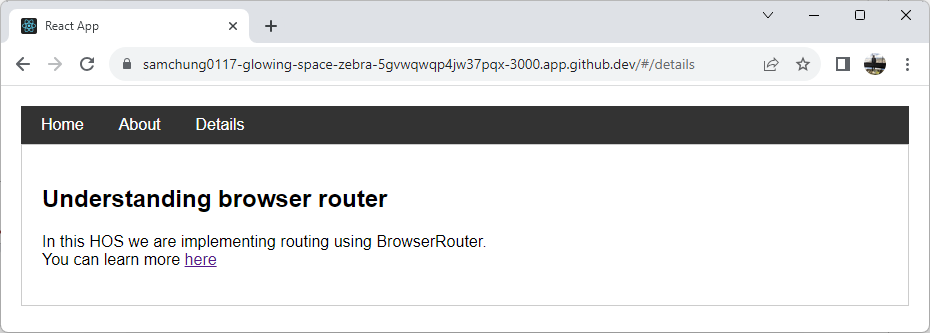 React App
samchung0117-glowing-space-zebra-5gvwqwqp4jw37pqx-3000.app.github.dev/#/details
Home About Details
Understanding browser router
In this HOS we are implementing routing using BrowserRouter.
You can learn more here